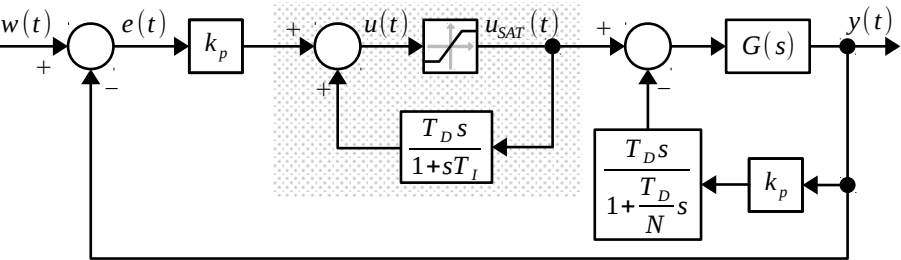 w(t)
e(t)
k_p
u(t)
u_SAT(t)
G(s)
y(t)
+
−
+
+
+
−
T_D s
1+sT_I
T_D s
1+T_D/N s
k_p